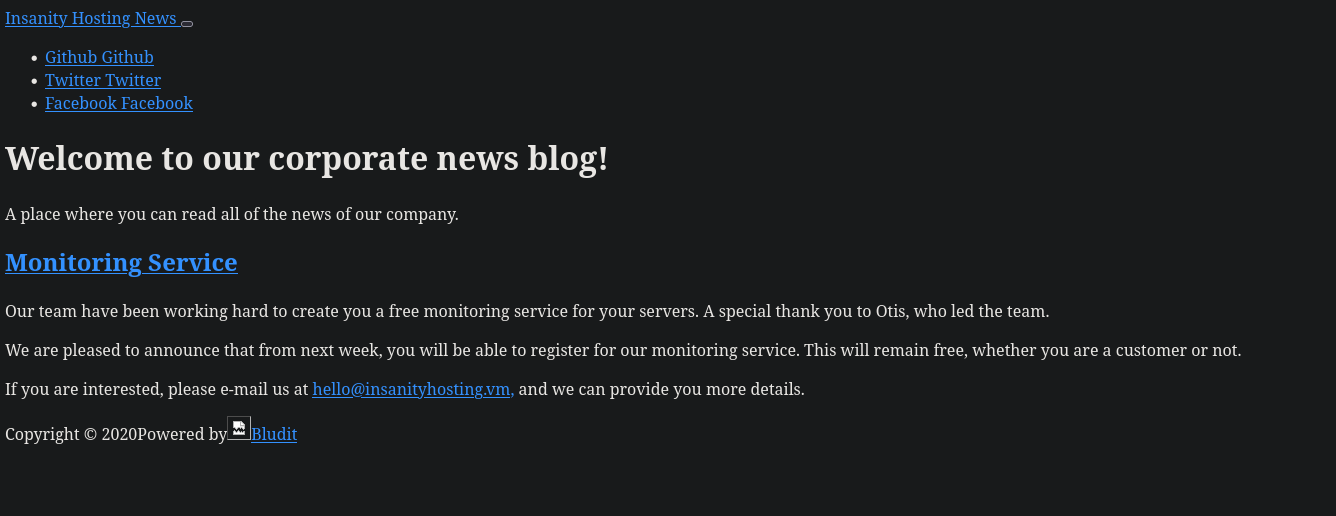 Insanity Hosting News
Github Github
Twitter Twitter
Facebook Facebook
Welcome to our corporate news blog!
A place where you can read all of the news of our company.
Monitoring Service
Our team have been working hard to create you a free monitoring service for your servers. A special thank you to Otis, who led the team.
We are pleased to announce that from next week, you will be able to register for our monitoring service. This will remain free, whether you are a customer or not.
If you are interested, please e-mail us at hello@insanityhosting.vm, and we can provide you more details.
Copyright © 2020Powered byBludit